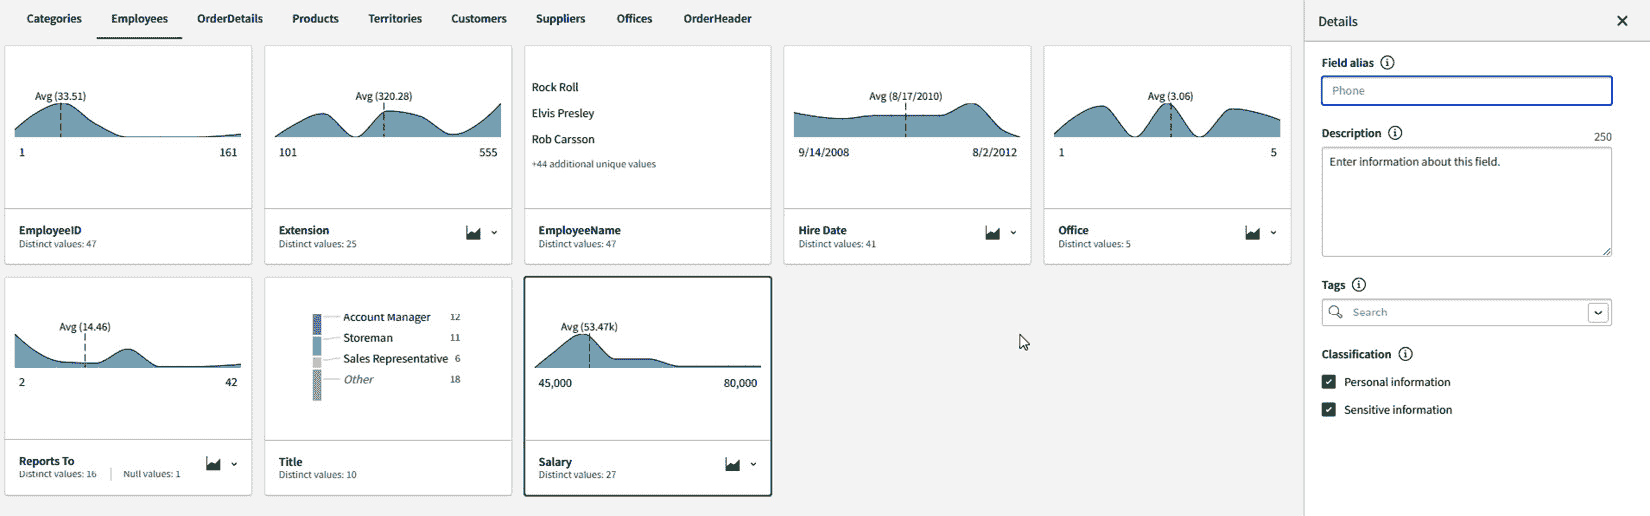 Categories Employees OrderDetails Products Territories Customers Suppliers Offices OrderHeader
Avg (33.51)
1 161
EmployeeID
Distinct values: 47
Avg (320.28)
101 555
Extension
Distinct values: 25
Rock Roll
Elvis Presley
Rob Carsson
+44 additional unique values
EmployeeName
Distinct values: 47
Avg (8/17/2010)
9/14/2008 8/2/2012
Hire Date
Distinct values: 41
Avg (3.06)
1 5
Office
Distinct values: 5
Avg (14.46)
2 42
Reports To
Distinct values: 16 Null values: 1
Account Manager 12
Storeman 11
Sales Representative 6
Other 18
Title
Distinct values: 10
Avg (53.47k)
45,000 80,000
Salary
Distinct values: 27
Details
Field alias
Phone
Description 250
Enter information about this field.
Tags
Search
Classification
Personal information
Sensitive information